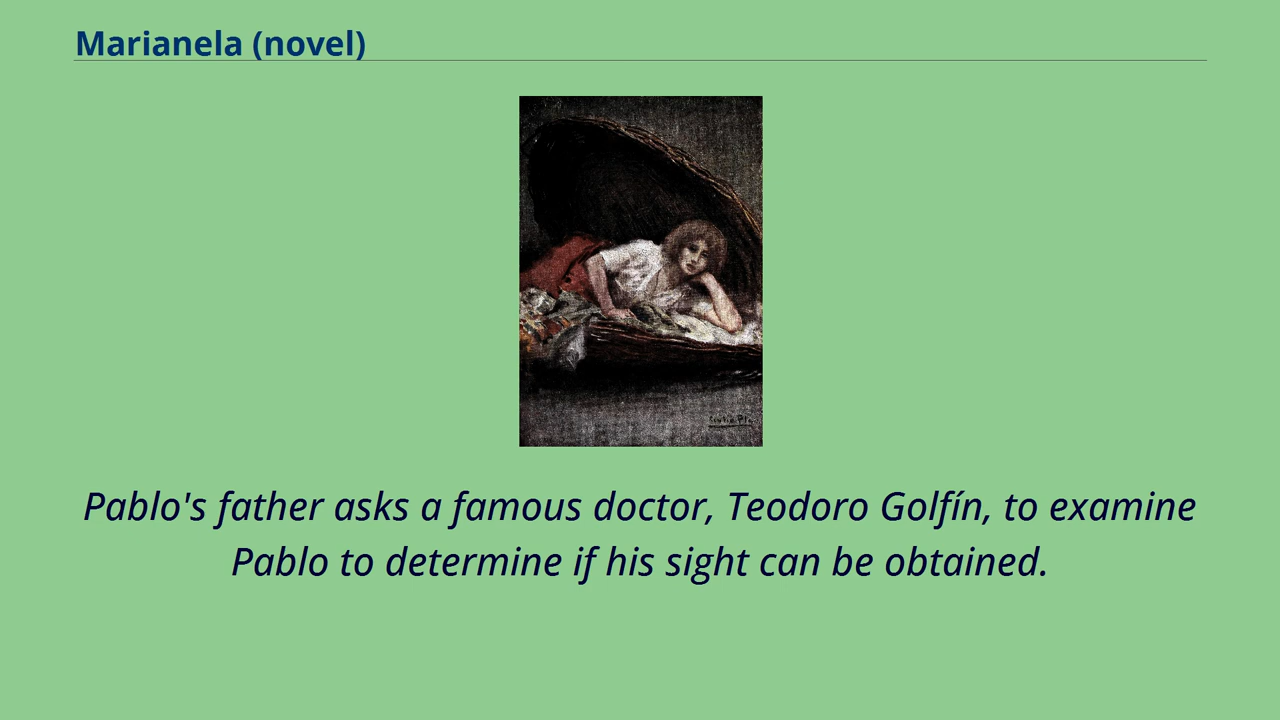 Marianela (novel)
Pablo's father asks a famous doctor, Teodoro Golfín, to examine
Pablo to determine if his sight can be obtained.